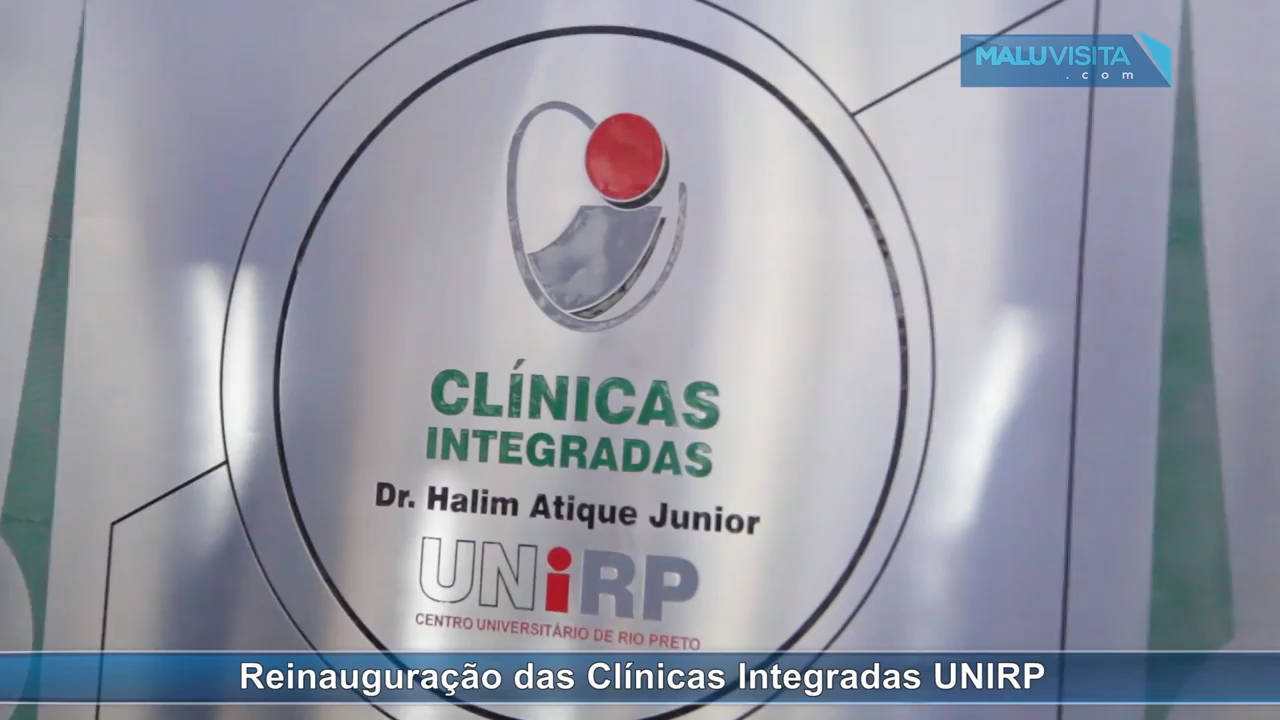 MALUVISITA
.com
CLÍNICAS
INTEGRADAS
Dr. Halim Atique Junior
UNiRP
CENTRO UNIVERSITÁRIO DE RIO PRETO
Reinauguração das Clínicas Integradas UNIRP